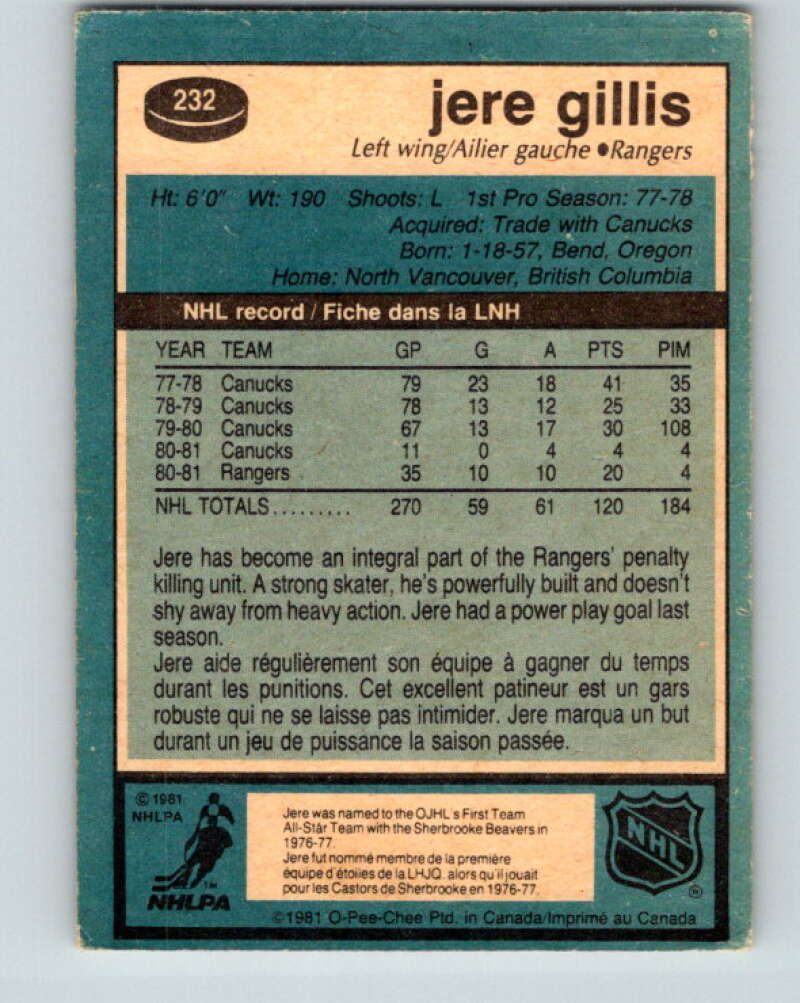 232
jere gillis
Left wing/Ailier gauche ●Rangers
Ht: 6'0" Wt: 190 Shoots: L 1st Pro Season: 77-78
Acquired: Trade with Canucks
Born: 1-18-57, Bend, Oregon
Home: North Vancouver, British Columbia
NHL record / Fiche dans la LNH
YEAR TEAM GP G A PTS PIM
77-78 Canucks 79 23 18 41 35
78-79 Canucks 78 13 12 25 33
79-80 Canucks 67 13 17 30 108
80-81 Canucks 11 0 4 4 4
80-81 Rangers 35 10 10 20 4
NHL TOTALS......... 270 59 61 120 184
Jere has become an integral part of the Rangers' penalty
killing unit. A strong skater, he's powerfully built and doesn't
shy away from heavy action. Jere had a power play goal last
season.
Jere aide régulièrement son équipe à gagner du temps
durant les punitions. Cet excellent patineur est un gars
robuste qui ne se laisse pas intimider. Jere marqua un but
durant un jeu de puissance la saison passée.
©1981
NHLPA
TM
NHLPA
Jere was named to the OJHL's First Team
All-Star Team with the Sherbrooke Beavers in
1976-77.
Jere fut nommé membre de la première
équipe d'étoiles de la LHJQ. alors qu'il jouait
pour les Castors de Sherbrooke en 1976-77.
NHL
©1981 O-Pee-Chee Ptd. in Canada/Imprimé au Canada